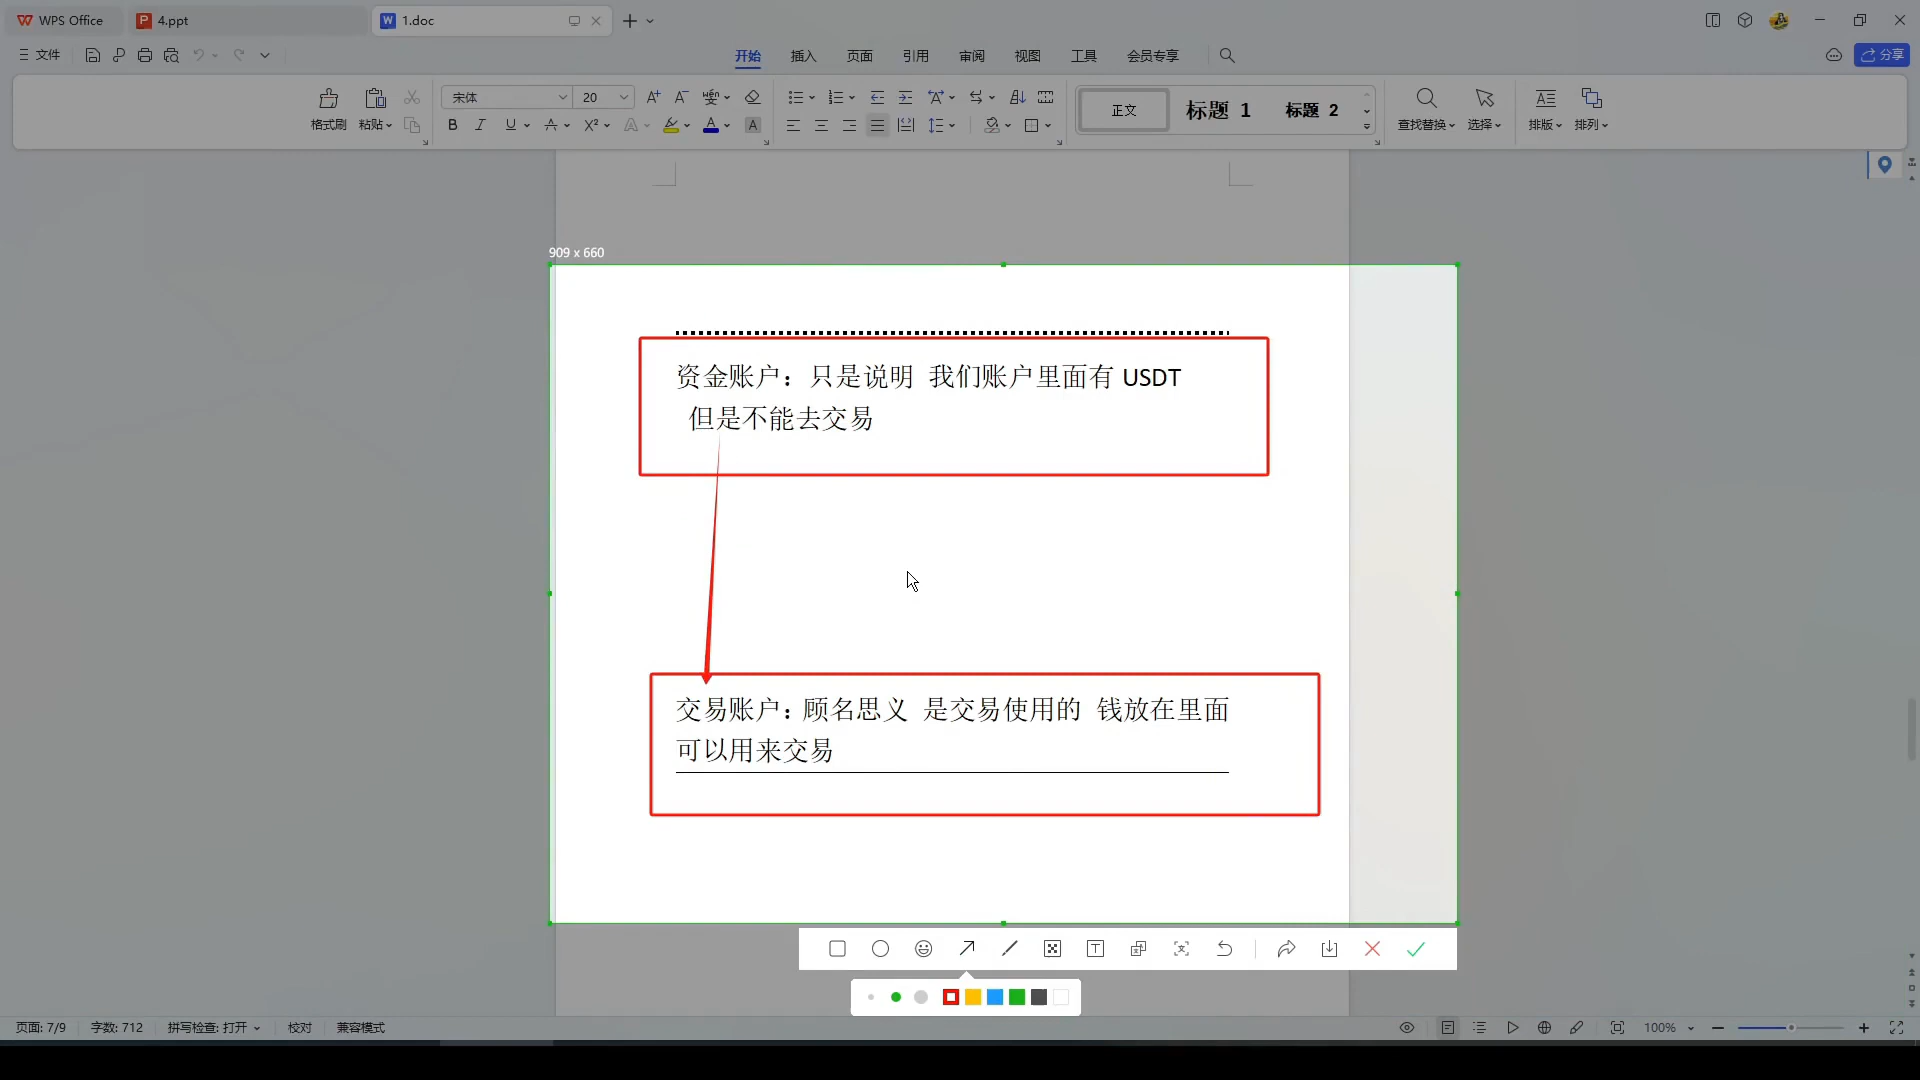 WPS Office
4.ppt
1.doc
文件
开始 插入 页面 引用 审阅 视图 工具 会员专享
分享
格式刷 粘贴
宋体 20
正文 标题 1 标题 2
查找替换 选择 排版 排列
909 x 660
资金账户：只是说明 我们账户里面有 USDT
但是不能去交易
交易账户：顾名思义 是交易使用的 钱放在里面
可以用来交易
页面: 7/9 字数: 712 拼写检查: 打开 校对 兼容模式 100%